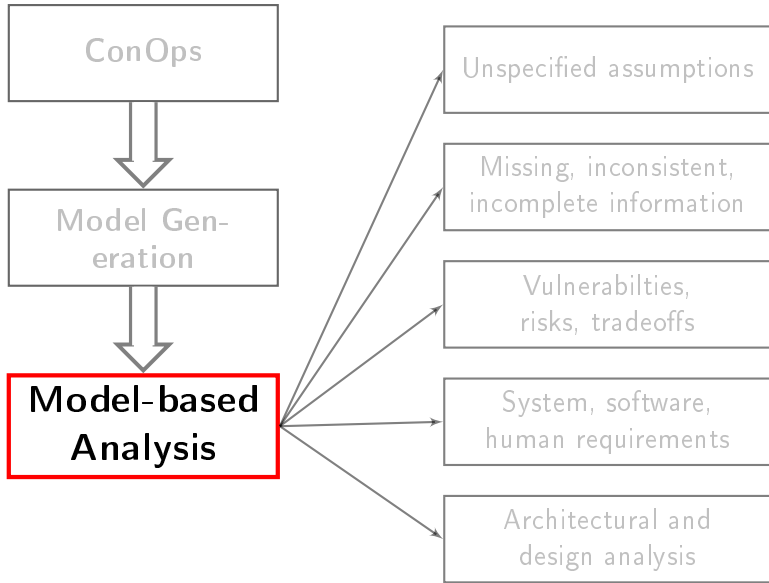 ConOps
Model Gen-
eration
Model-based
Analysis
Unspecified assumptions
Missing, inconsistent,
incomplete information
Vulnerabilties,
risks, tradeoffs
System, software,
human requirements
Architectural and
design analysis